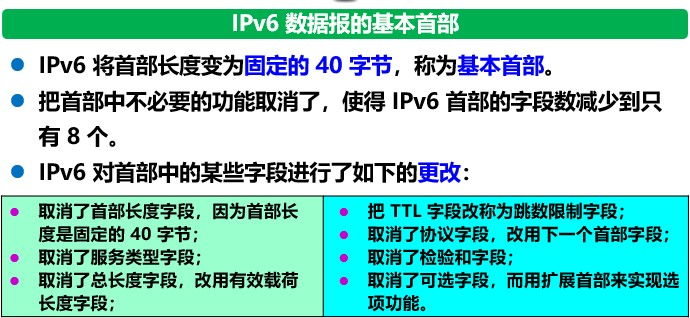 IPv6 数据报的基本首部
● IPv6 将首部长度变为固定的 40 字节，称为基本首部。
● 把首部中不必要的功能取消了，使得 IPv6 首部的字段数减少到只
有 8 个。
● IPv6 对首部中的某些字段进行了如下的更改：
● 取消了首部长度字段，因为首部长
度是固定的 40 字节；
● 取消了服务类型字段；
● 取消了总长度字段，改用有效载荷
长度字段；
● 把 TTL 字段改称为跳数限制字段；
● 取消了协议字段，改用下一个首部字段；
● 取消了检验和字段；
● 取消了可选字段，而用扩展首部来实现选
项功能。